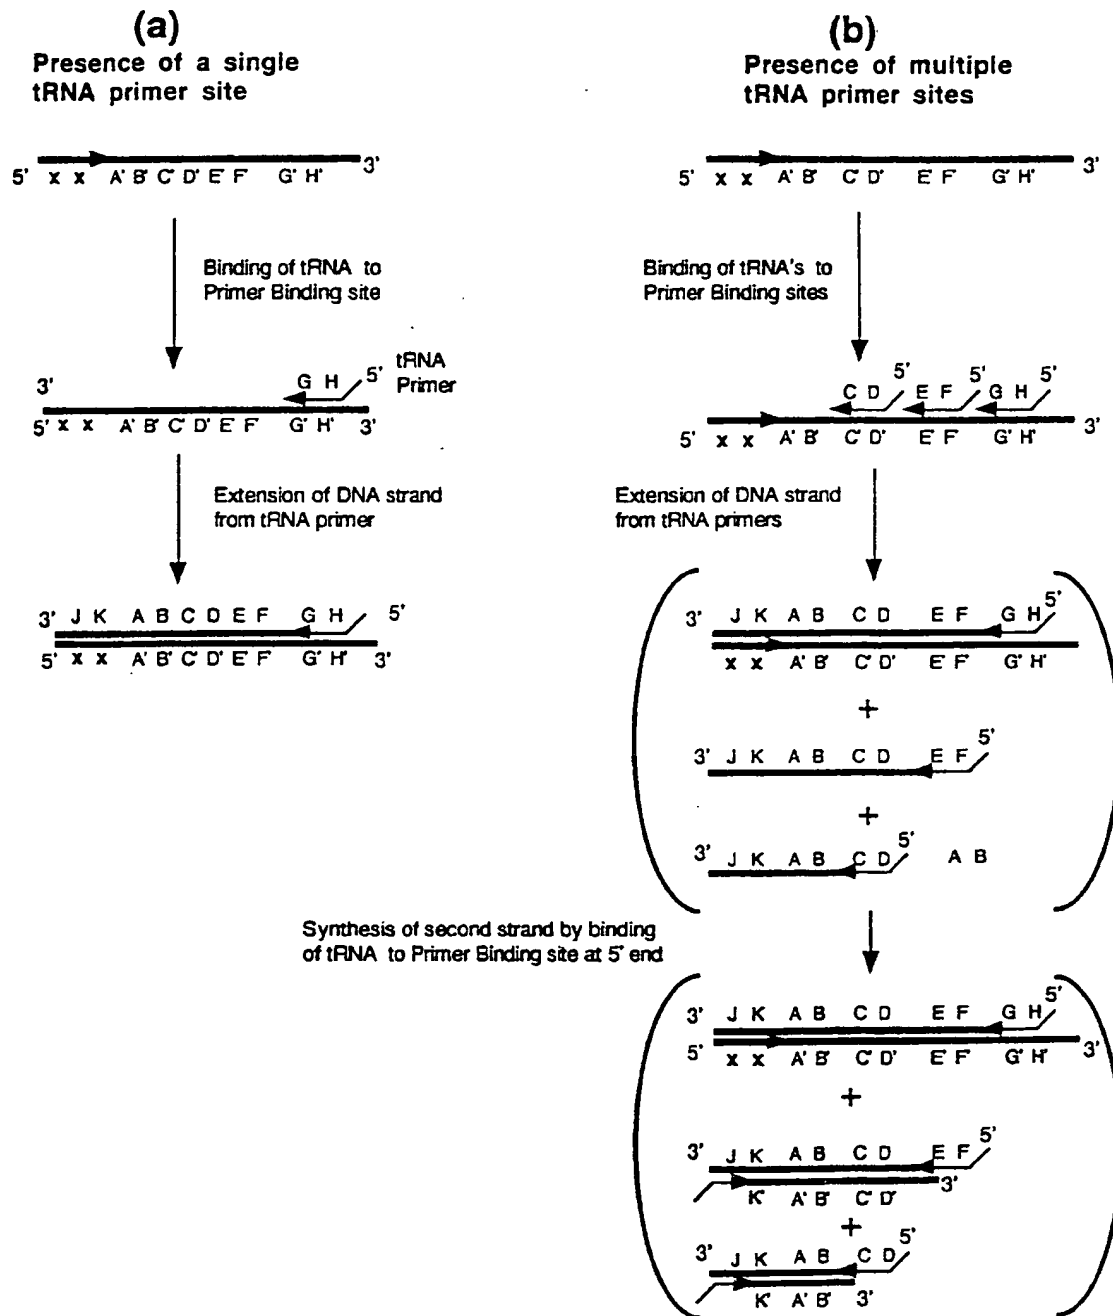 (a)
Presence of a single
tRNA primer site
5' x x A' B' C' D' E' F' G' H' 3'
Binding of tRNA to
Primer Binding site
3' G H 5' tRNA
Primer
5' x x A' B' C' D' E' F' G' H' 3'
Extension of DNA strand
from tRNA primer
3' J K A B C D E F G H 5'
5' x x A' B' C' D' E' F' G' H' 3'
(b)
Presence of multiple
tRNA primer sites
5' x x A' B' C' D' E' F' G' H' 3'
Binding of tRNA's to
Primer Binding sites
C D 5' E F 5' G H 5'
5' x x A' B' C' D' E' F' G' H' 3'
Extension of DNA strand
from tRNA primers
3' J K A B C D E F G H 5'
x x A' B' C' D' E' F' G' H'
+
3' J K A B C D E F 5'
+
3' J K A B C D 5' A B
Synthesis of second strand by binding
of tRNA to Primer Binding site at 5' end
3' J K A B C D E F G H 5'
5' x x A' B' C' D' E' F' G' H' 3'
+
3' J K A B C D E F 5'
K' A' B' C' D' 3'
+
3' J K A B C D 5'
K' A' B' 3'